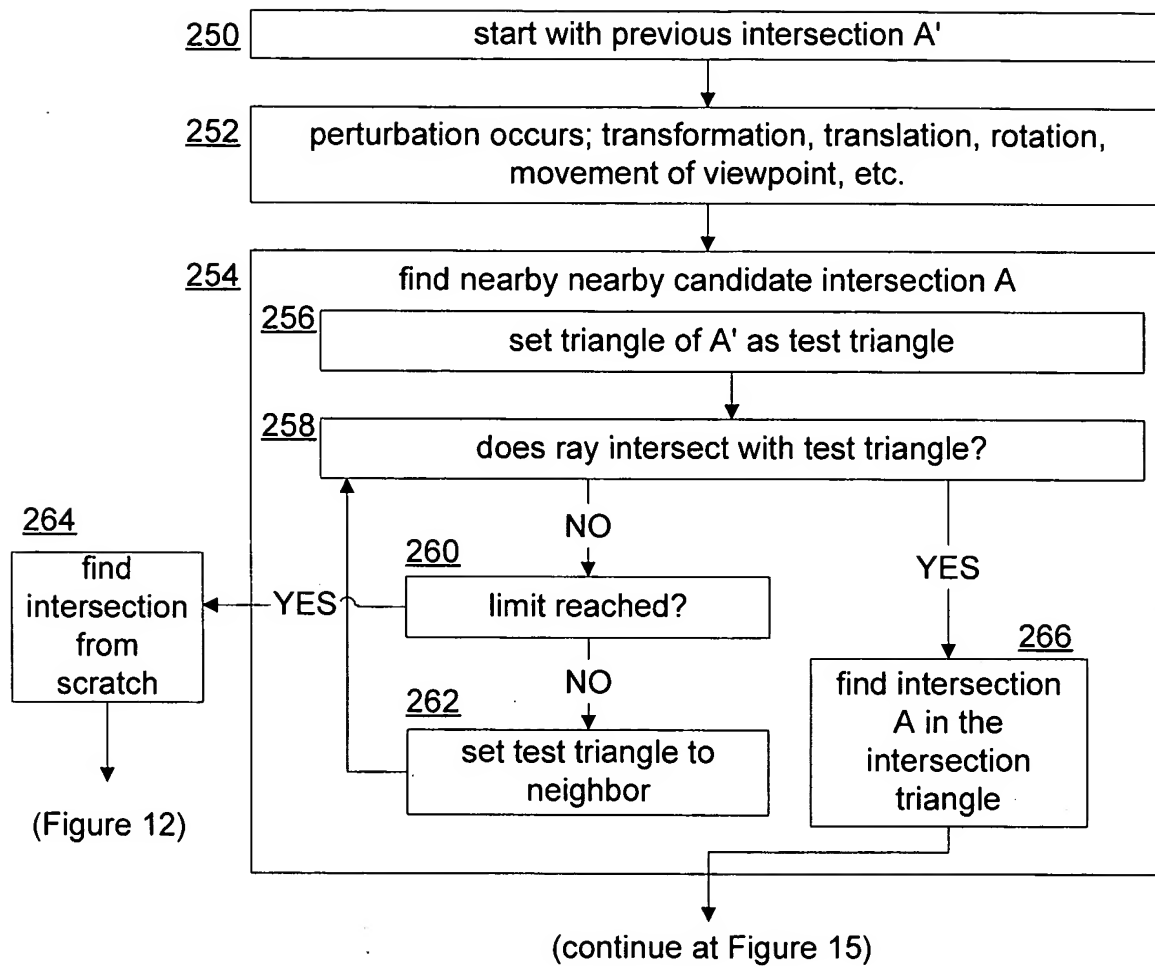 250
start with previous intersection A'
252
perturbation occurs; transformation, translation, rotation,
movement of viewpoint, etc.
254
find nearby nearby candidate intersection A
256
set triangle of A' as test triangle
258
does ray intersect with test triangle?
264
find
intersection
from
scratch
(Figure 12)
YES
NO
260
limit reached?
NO
262
set test triangle to
neighbor
YES
266
find intersection
A in the
intersection
triangle
(continue at Figure 15)